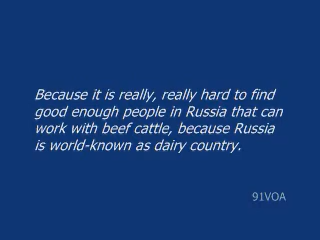 Because it is really, really hard to find
good enough people in Russia that can
work with beef cattle, because Russia
is world-known as dairy country.
91VOA